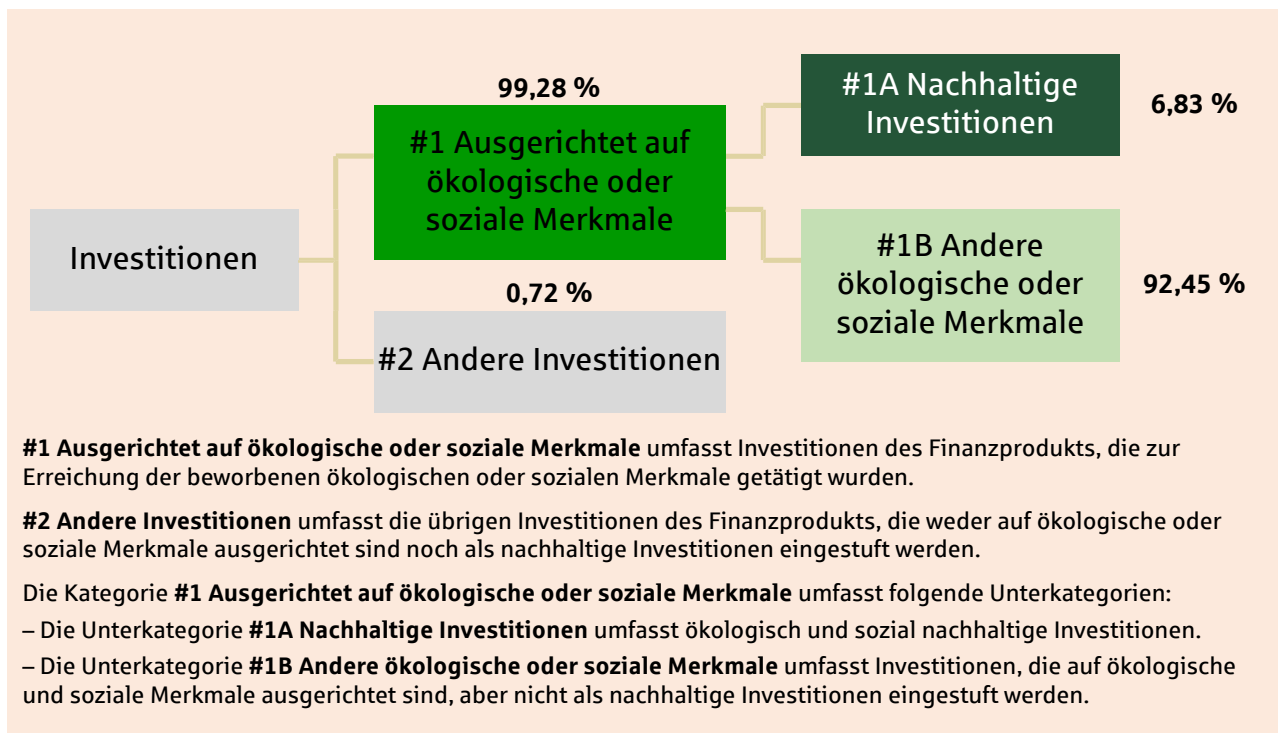 99,28 %
#1 Ausgerichtet auf
ökologische oder
soziale Merkmale
#1A Nachhaltige
Investitionen
6,83 %
Investitionen
#1B Andere
ökologische oder
soziale Merkmale
92,45 %
0,72 %
#2 Andere Investitionen
#1 Ausgerichtet auf ökologische oder soziale Merkmale umfasst Investitionen des Finanzprodukts, die zur
Erreichung der beworbenen ökologischen oder sozialen Merkmale getätigt wurden.
#2 Andere Investitionen umfasst die übrigen Investitionen des Finanzprodukts, die weder auf ökologische oder
soziale Merkmale ausgerichtet sind noch als nachhaltige Investitionen eingestuft werden.
Die Kategorie #1 Ausgerichtet auf ökologische oder soziale Merkmale umfasst folgende Unterkategorien:
– Die Unterkategorie #1A Nachhaltige Investitionen umfasst ökologisch und sozial nachhaltige Investitionen.
– Die Unterkategorie #1B Andere ökologische oder soziale Merkmale umfasst Investitionen, die auf ökologische
und soziale Merkmale ausgerichtet sind, aber nicht als nachhaltige Investitionen eingestuft werden.